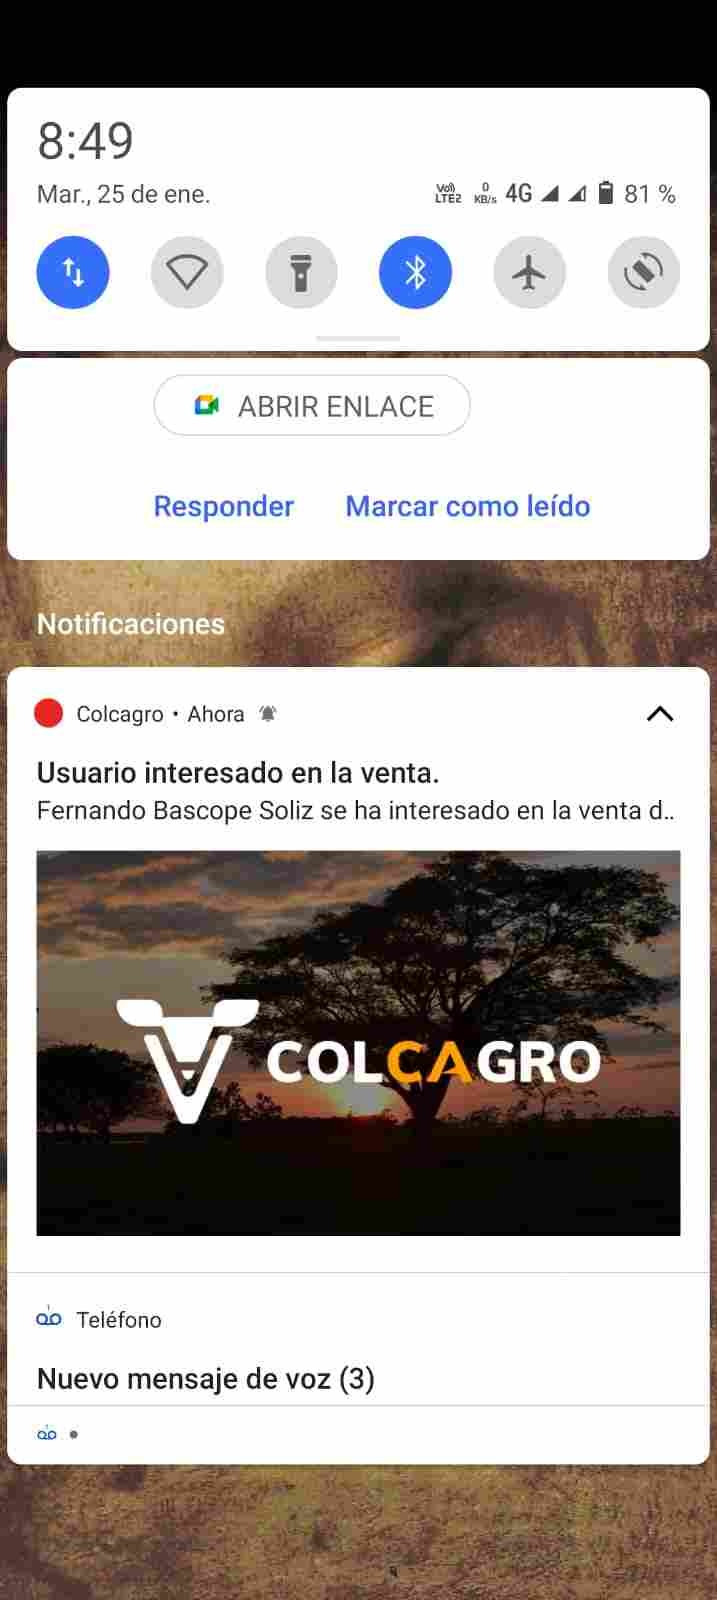 8:49
Mar., 25 de ene.
Vo)) LTE2 0 KB/s 4G 81 %
ABRIR ENLACE
Responder Marcar como leído
Notificaciones
Colcagro • Ahora
Usuario interesado en la venta.
Fernando Bascope Soliz se ha interesado en la venta d..
COLCAGRO
Teléfono
Nuevo mensaje de voz (3)